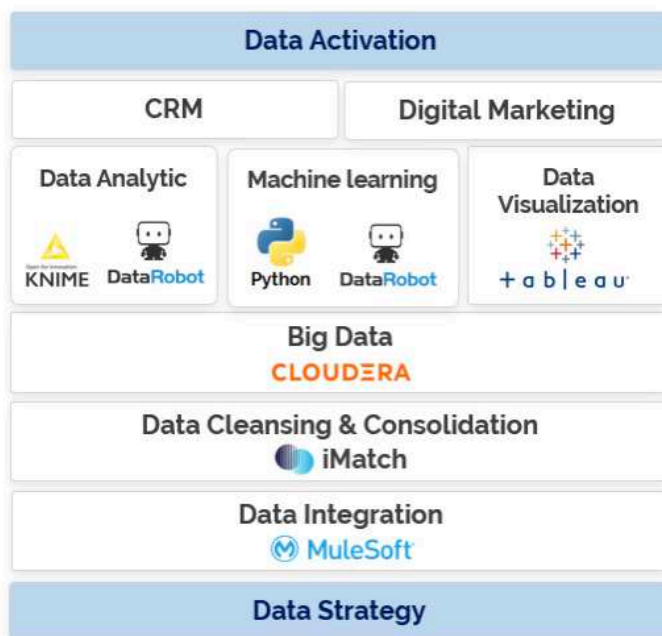 Data Activation
CRM
Digital Marketing
Data Analytic
KNIME
DataRobot
Machine learning
Python
DataRobot
Data
Visualization
+ableau
Big Data
CLOUDERA
Data Cleansing & Consolidation
iMatch
Data Integration
MuleSoft
Data Strategy